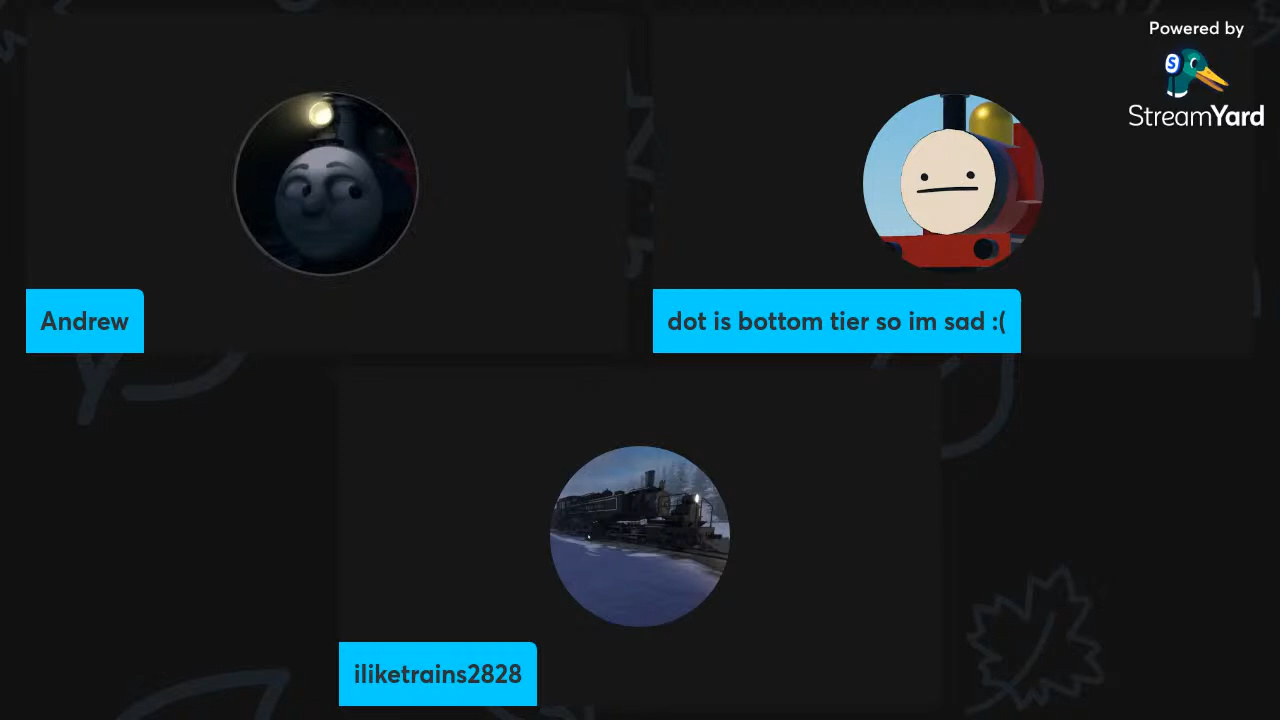 Powered by
S
StreamYard
Andrew
dot is bottom tier so im sad :(
iliketrains2828